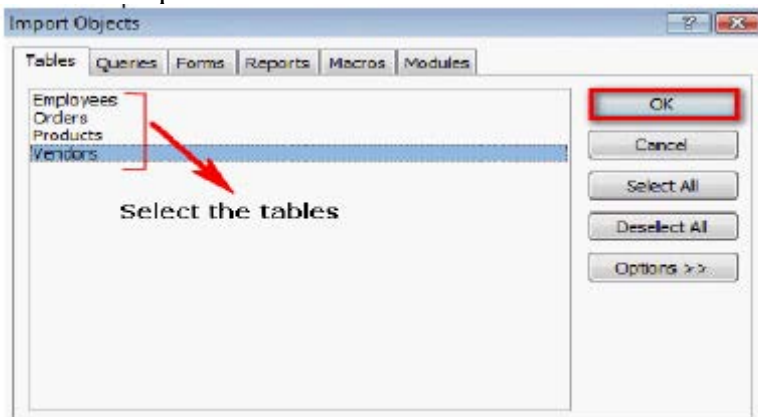 Import Objects
Tables Queries Forms Reports Macros Modules
Employees
Orders
Products
Vendors
Select the tables
OK
Cancel
Select All
Deselect All
Options >>